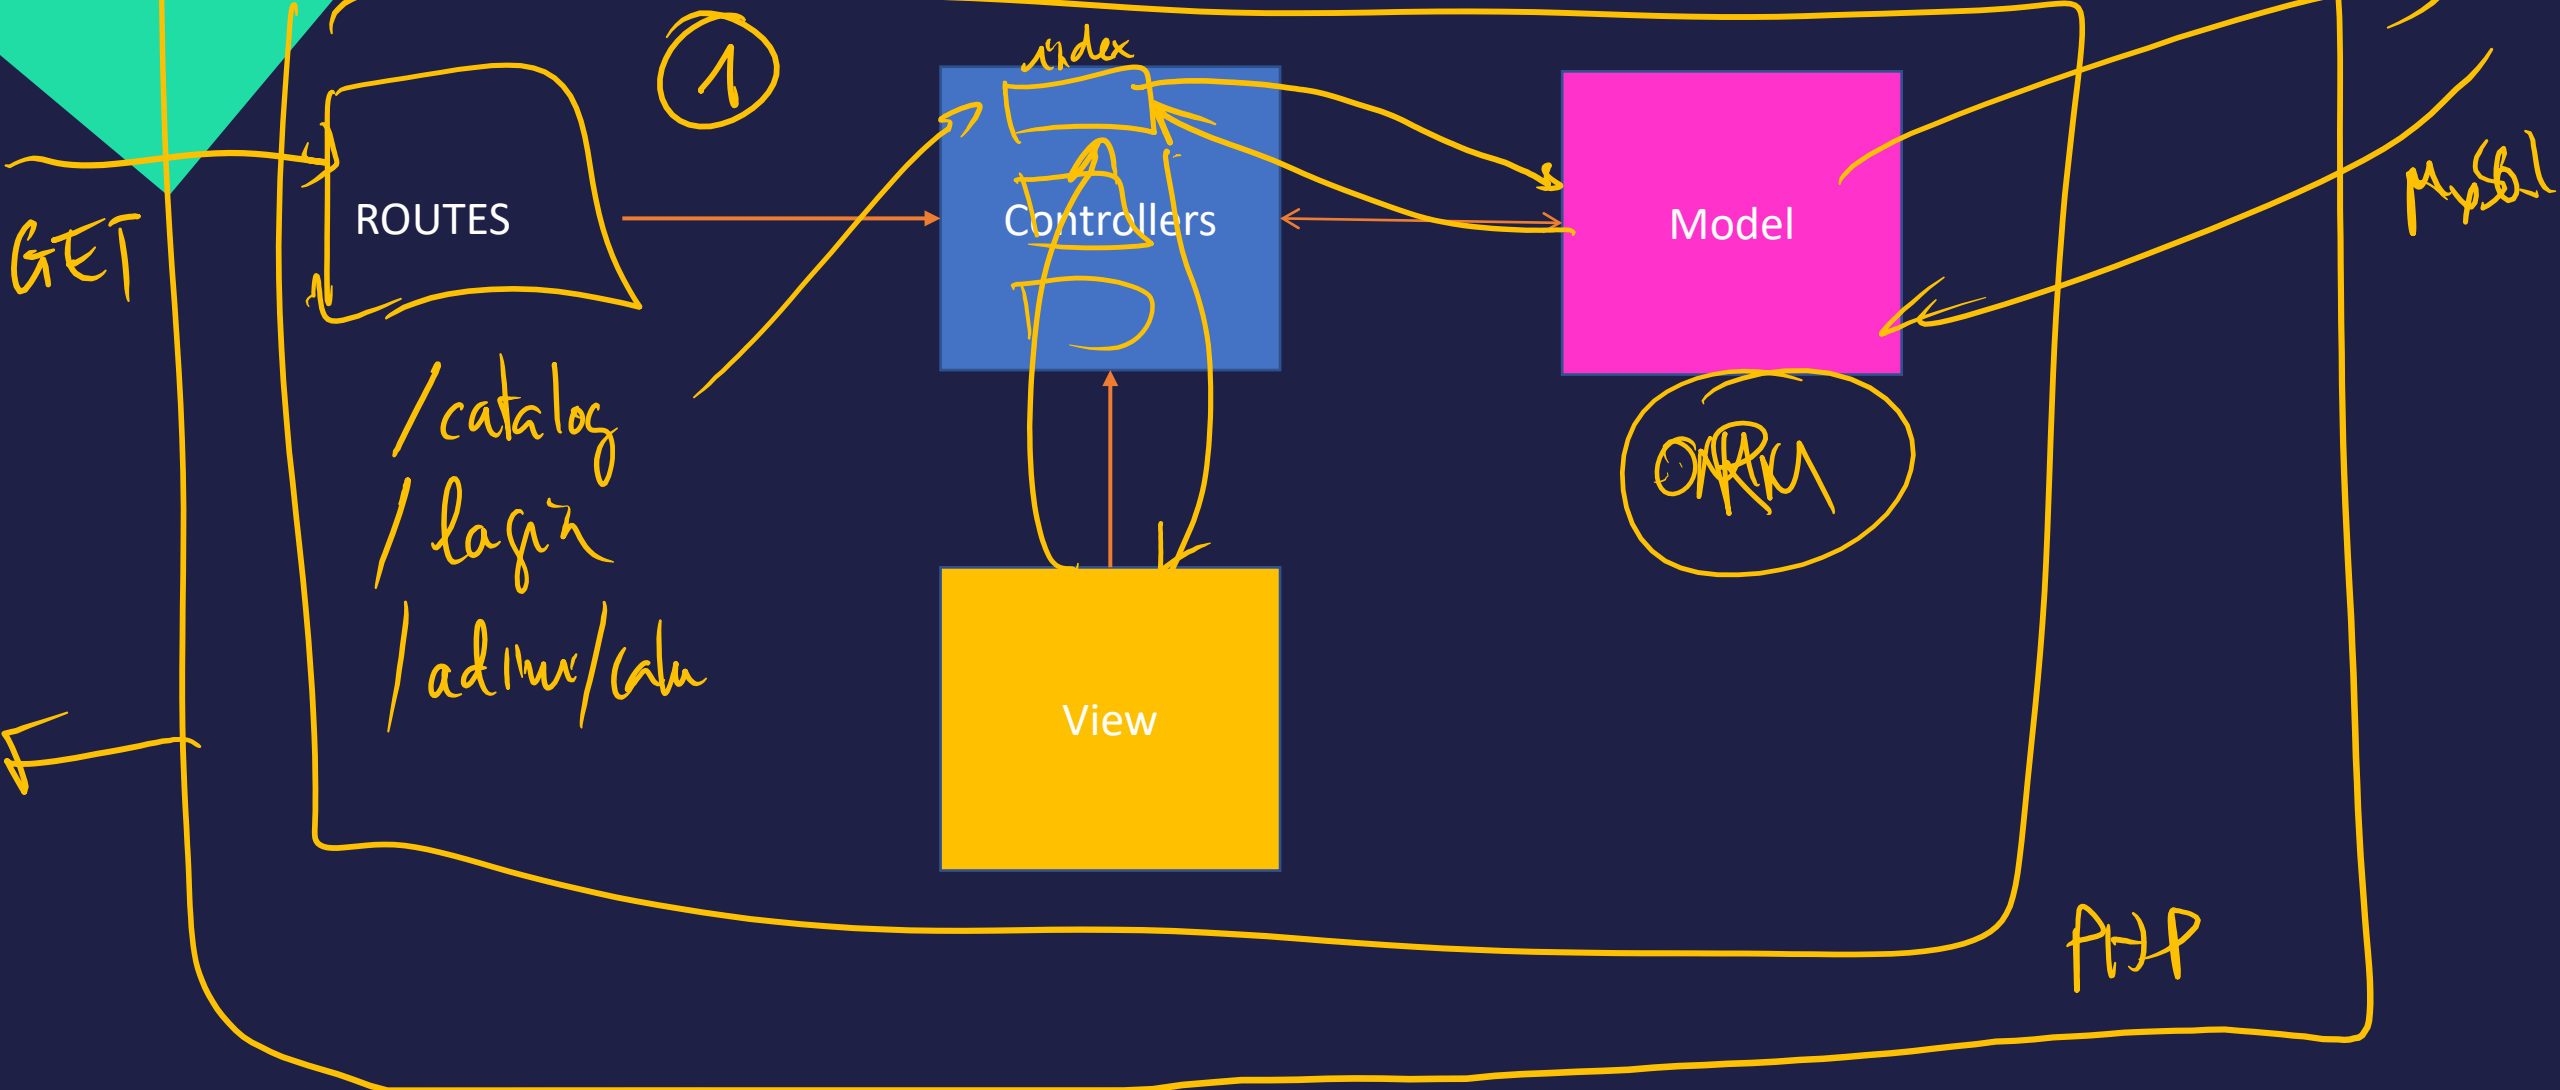 1
index
MySQL
GET
ROUTES
Controllers
Model
/catalog
/login
ORM
View
PHP